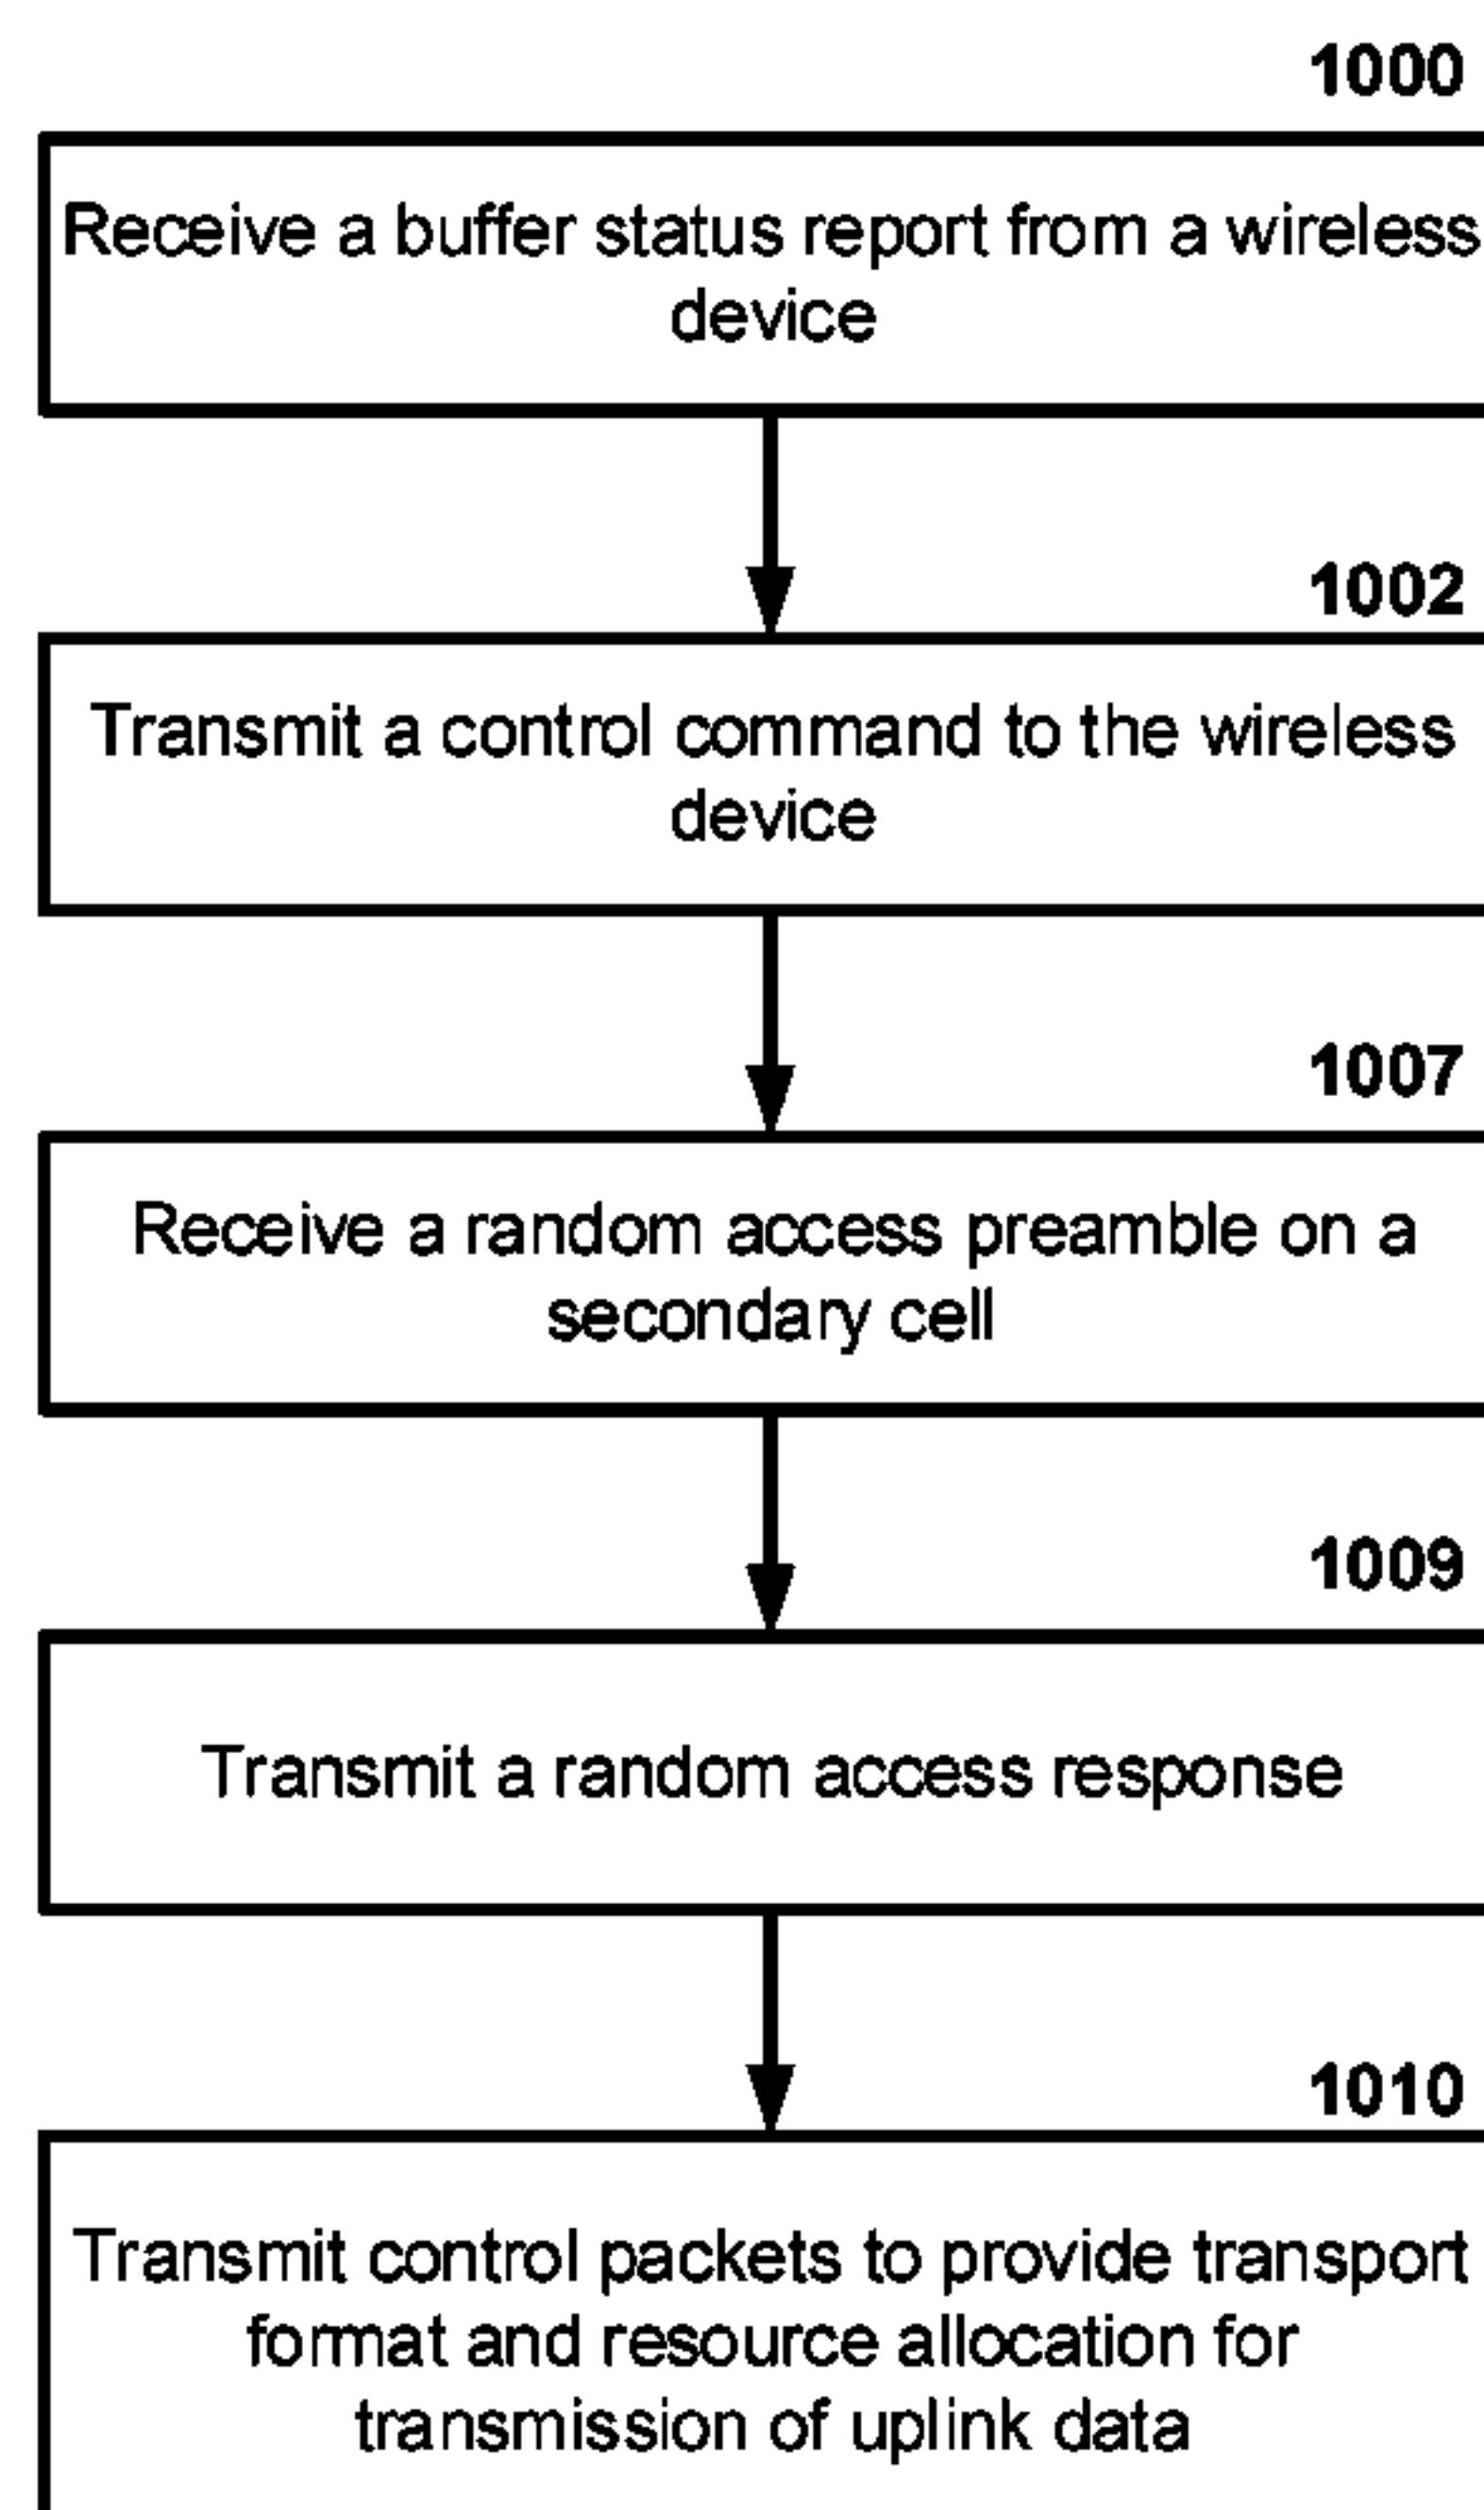 1000
Receive a buffer status report from a wireless
device
1002
Transmit a control command to the wireless
device
1007
Receive a random access preamble on a
secondary cell
1009
Transmit a random access response
1010
Transmit control packets to provide transport
format and resource allocation for
transmission of uplink data